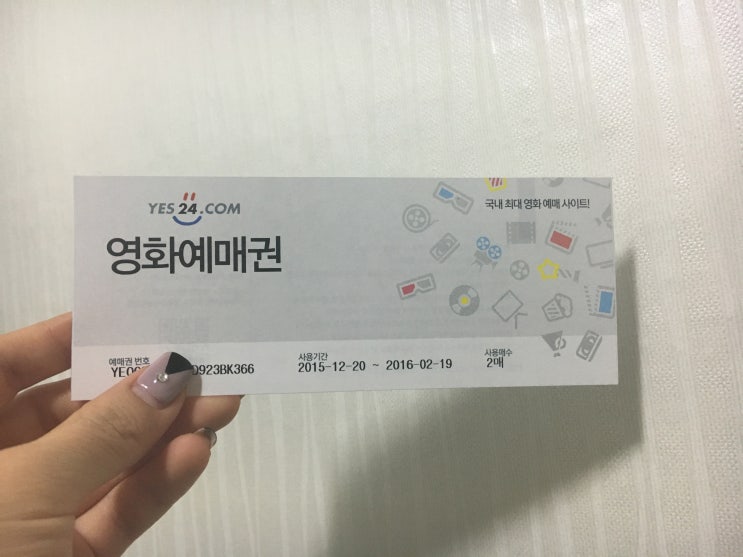 YES24.COM
국내 최대 영화 예매 사이트!
영화예매권
예매권 번호
사용기간
사용매수
2015-12-20 ~ 2016-02-19
2매